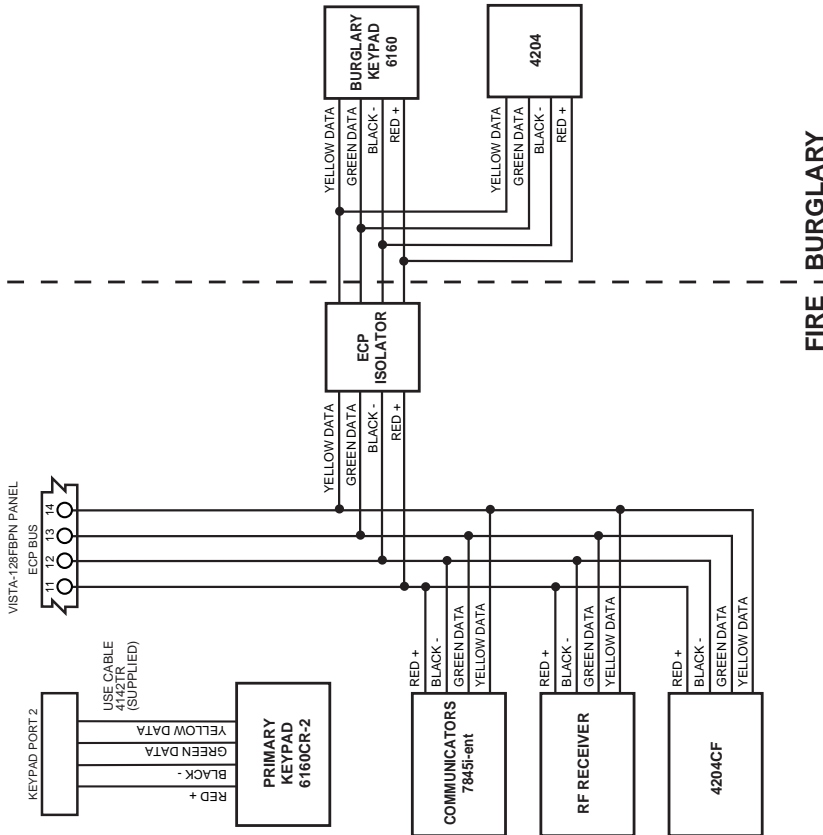 VISTA-128FBPN PANEL
ECP BUS
11
12
13
14
KEYPAD PORT 2
USE CABLE
4142TR
(SUPPLIED)
RED +
BLACK -
GREEN DATA
YELLOW DATA
PRIMARY
KEYPAD
6160CR-2
YELLOW DATA
GREEN DATA
BLACK -
RED +
ECP
ISOLATOR
YELLOW DATA
GREEN DATA
BLACK -
RED +
BURGLARY
KEYPAD
6160
YELLOW DATA
GREEN DATA
BLACK -
RED +
4204
RED +
BLACK -
GREEN DATA
YELLOW DATA
COMMUNICATORS
7845i-ent
RED +
BLACK -
GREEN DATA
YELLOW DATA
RF RECEIVER
RED +
BLACK -
GREEN DATA
YELLOW DATA
4204CF
FIRE
BURGLARY